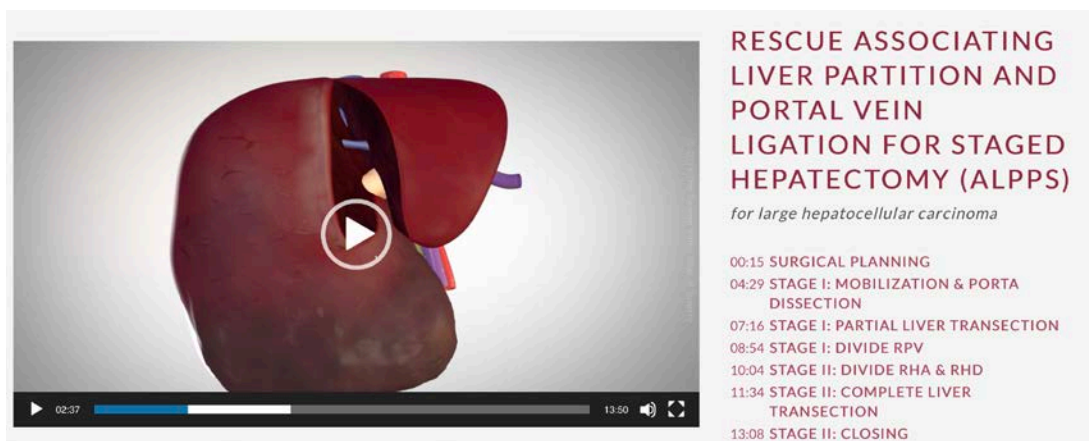 RESCUE ASSOCIATING
LIVER PARTITION AND
PORTAL VEIN
LIGATION FOR STAGED
HEPATECTOMY (ALPPS)
for large hepatocellular carcinoma
00:15 SURGICAL PLANNING
04:29 STAGE I: MOBILIZATION & PORTA
DISSECTION
07:16 STAGE I: PARTIAL LIVER TRANSECTION
08:54 STAGE I: DIVIDE RPV
10:04 STAGE II: DIVIDE RHA & RHD
11:34 STAGE II: COMPLETE LIVER
TRANSECTION
13:08 STAGE II: CLOSING
02:37
13:50